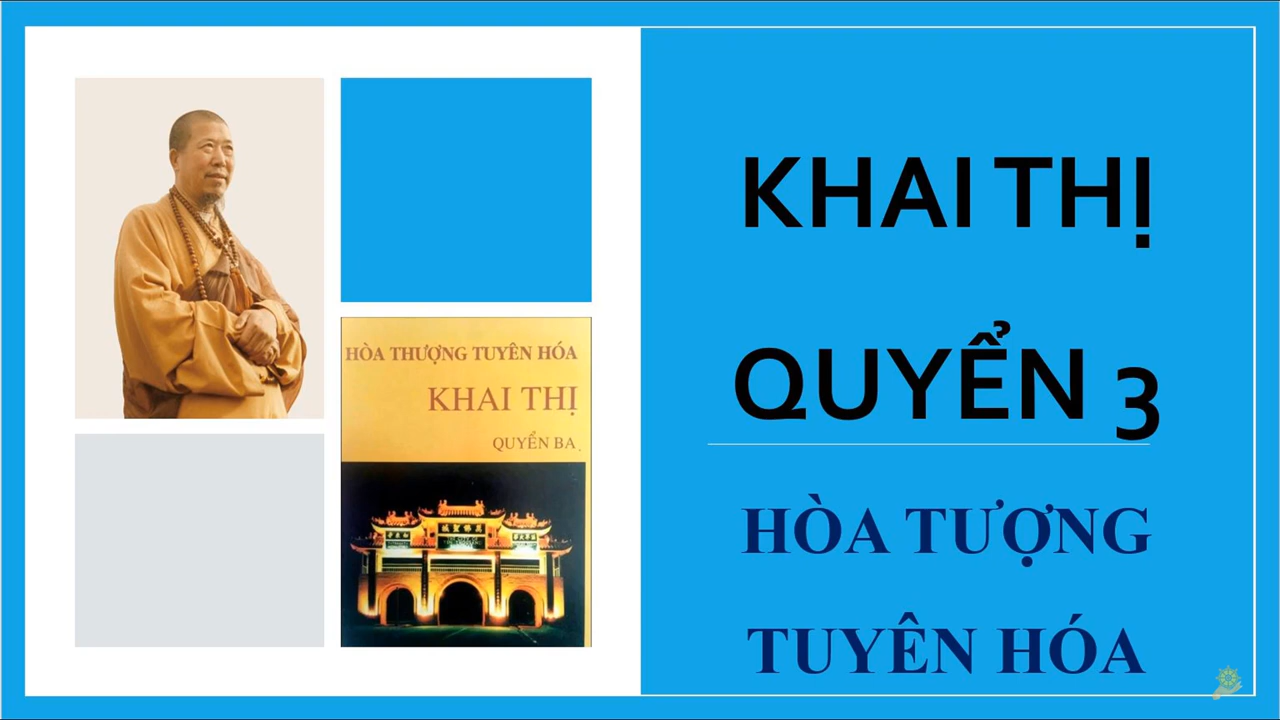 HÒA THƯỢNG TUYÊN HÓA
KHAI THỊ
QUYỂN BA
KHAI THỊ
QUYỂN 3
HÒA TƯỢNG
TUYÊN HÓA